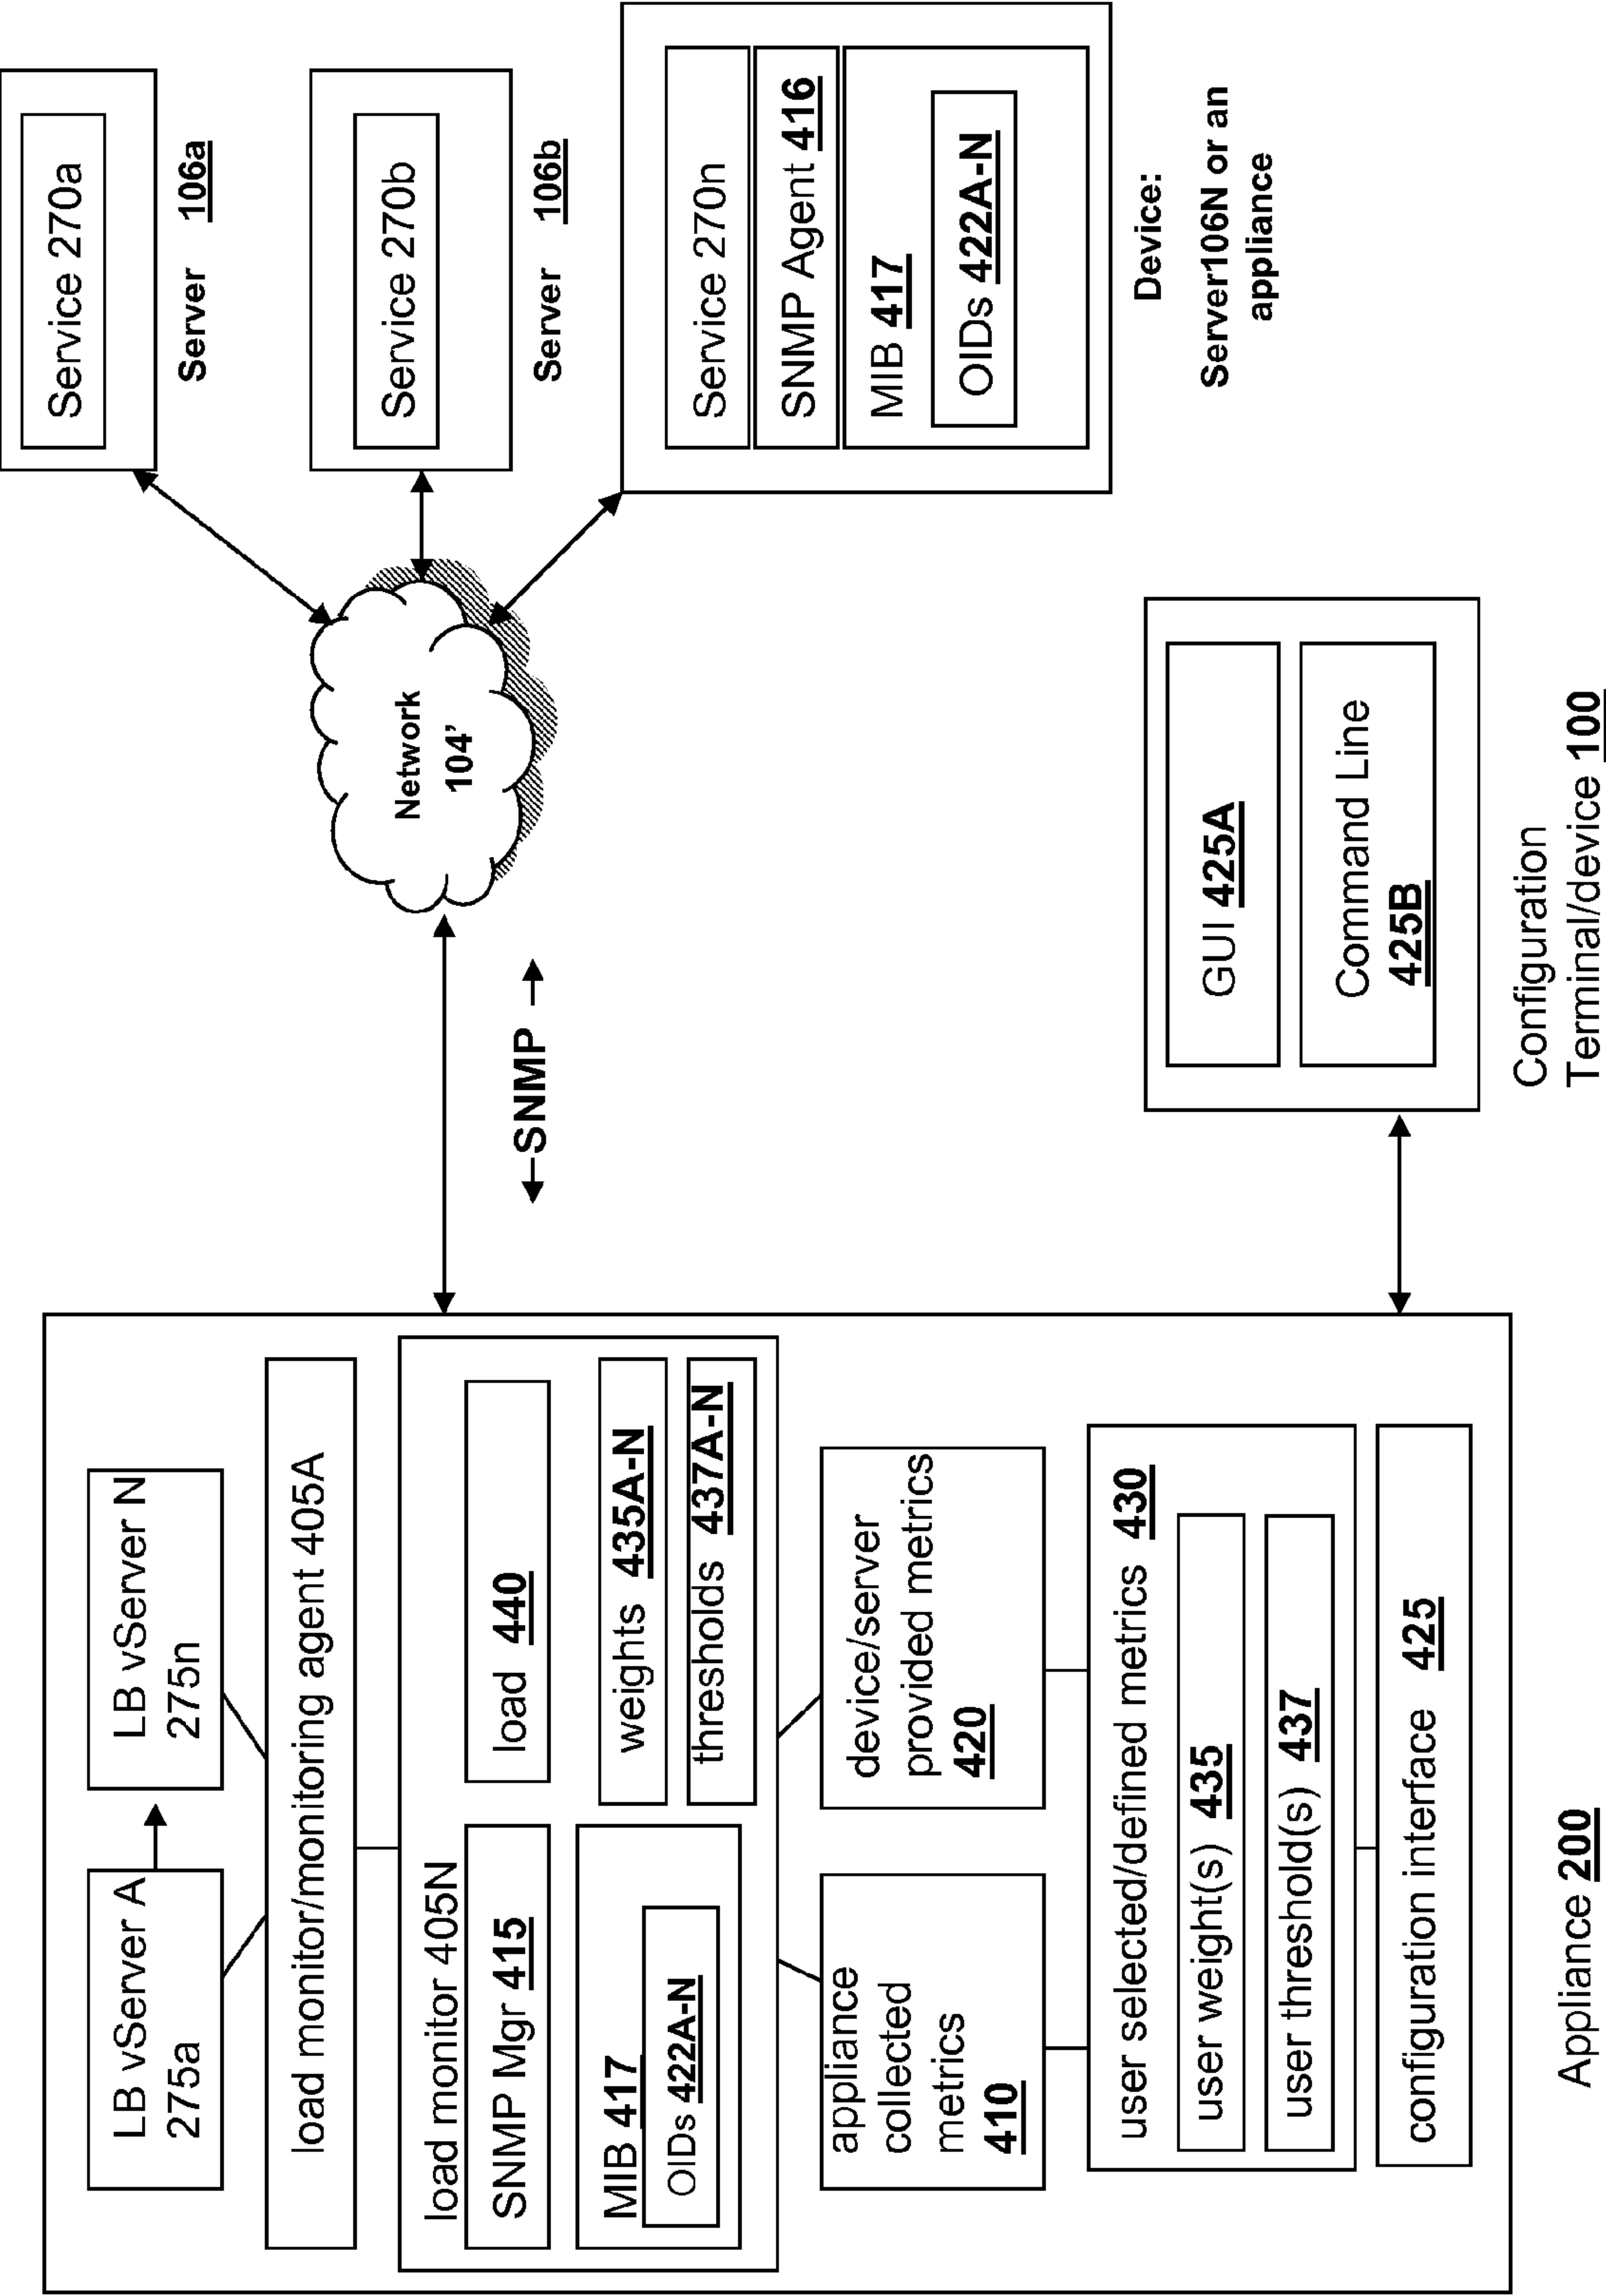 LB vServer A
275a
LB vServer N
275n
load monitor/monitoring agent 405A
load monitor 405N
SNMP Mgr 415
load 440
MIB 417
OIDs 422A-N
weights 435A-N
thresholds 437A-N
appliance
collected
metrics
410
device/server
provided metrics
420
user selected/defined metrics 430
user weight(s) 435
user threshold(s) 437
configuration interface 425
Appliance 200
SNMP
Network
104’
Service 270a
Server 106a
Service 270b
Server 106b
Service 270n
SNMP Agent 416
MIB 417
OIDs 422A-N
Device:
Server106N or an
appliance
GUI 425A
Command Line
425B
Configuration
Terminal/device 100